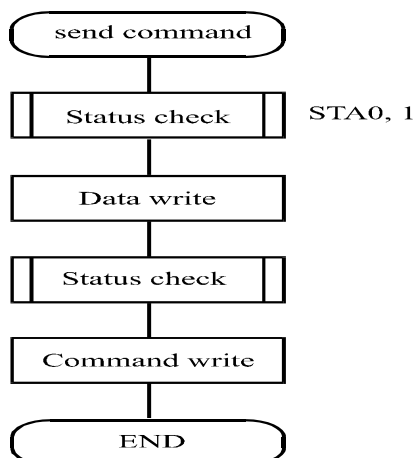 send command
Status check
STA0, 1
Data write
Status check
Command write
END